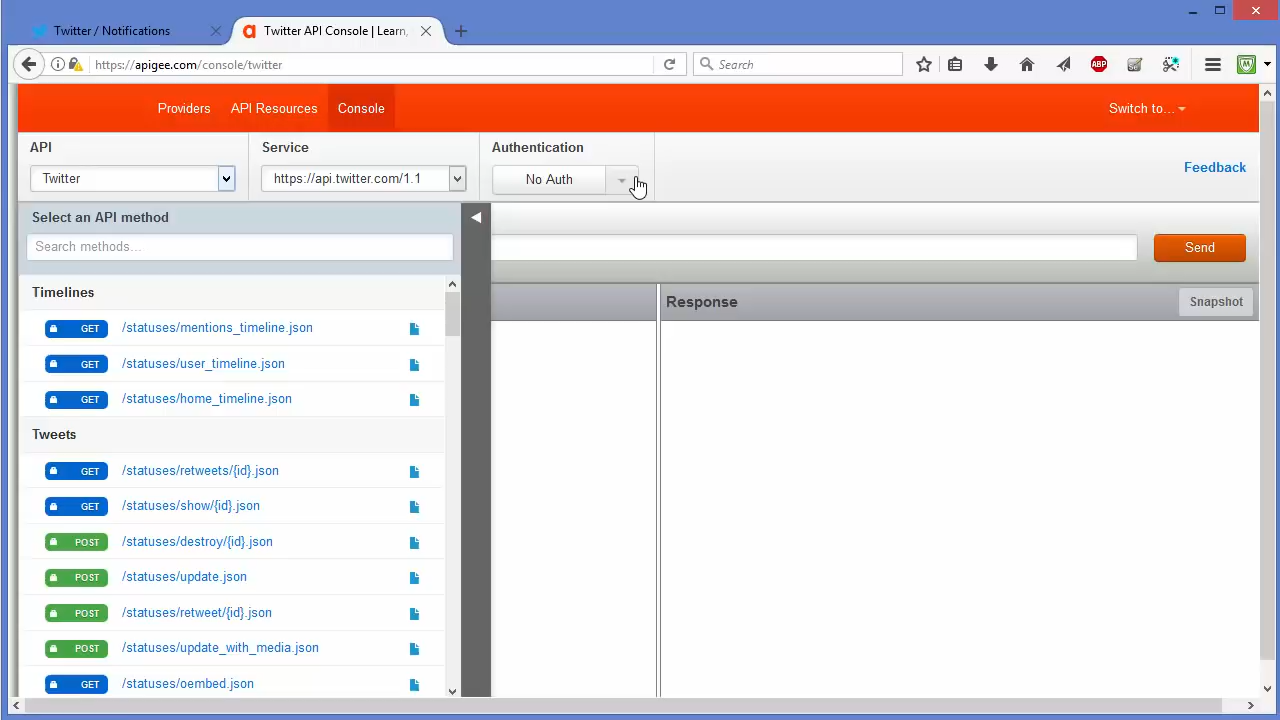 Twitter / Notifications
Twitter API Console | Learn,
https://apigee.com/console/twitter
Search
ABP
Providers
API Resources
Console
Switch to...
API
Service
Authentication
Twitter
https://api.twitter.com/1.1
No Auth
Feedback
Select an API method
Search methods...
Send
Response
Snapshot
Timelines
GET /statuses/mentions_timeline.json
GET /statuses/user_timeline.json
GET /statuses/home_timeline.json
Tweets
GET /statuses/retweets/{id}.json
GET /statuses/show/{id}.json
POST /statuses/destroy/{id}.json
POST /statuses/update.json
POST /statuses/retweet/{id}.json
POST /statuses/update_with_media.json
GET /statuses/oembed.json